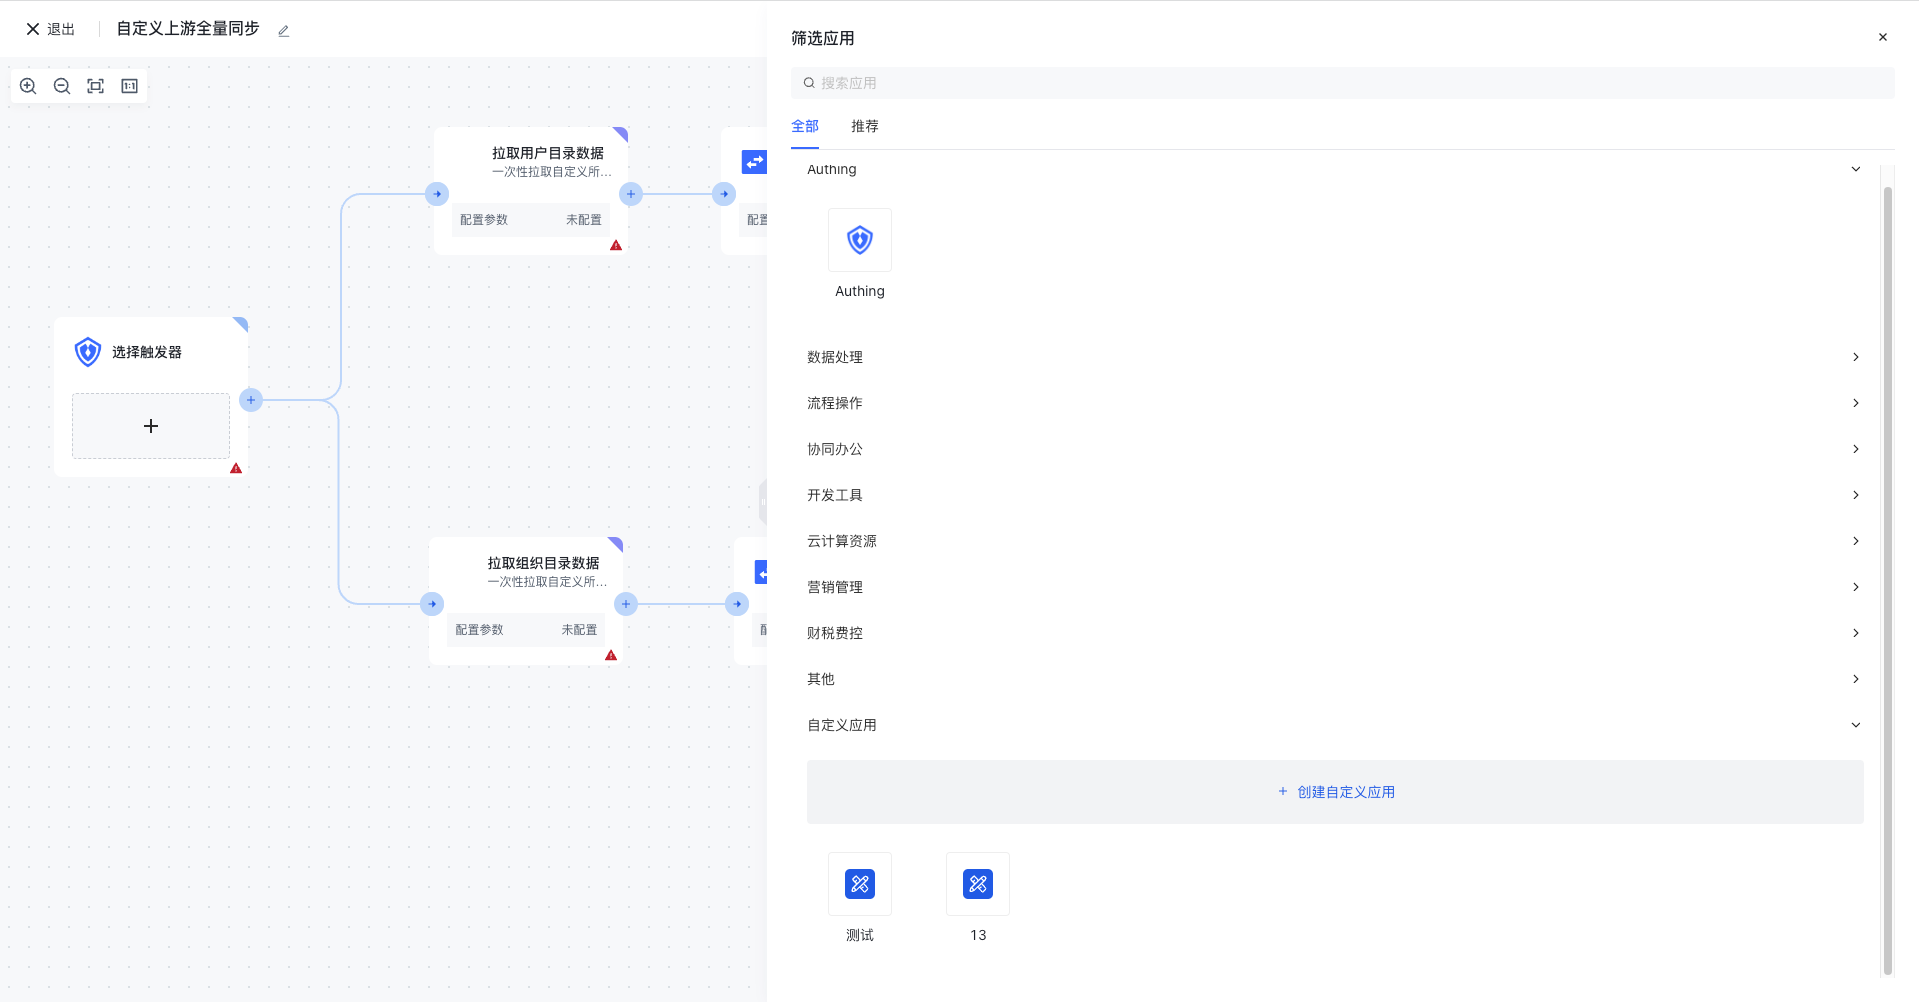 退出
自定义上游全量同步
1:1
选择触发器
拉取用户目录数据
一次性拉取自定义所...
配置参数
未配置
拉取组织目录数据
一次性拉取自定义所...
配置参数
未配置
配置
筛选应用
搜索应用
全部
推荐
Authing
Authing
数据处理
流程操作
协同办公
开发工具
云计算资源
营销管理
财税费控
其他
自定义应用
+ 创建自定义应用
测试
13